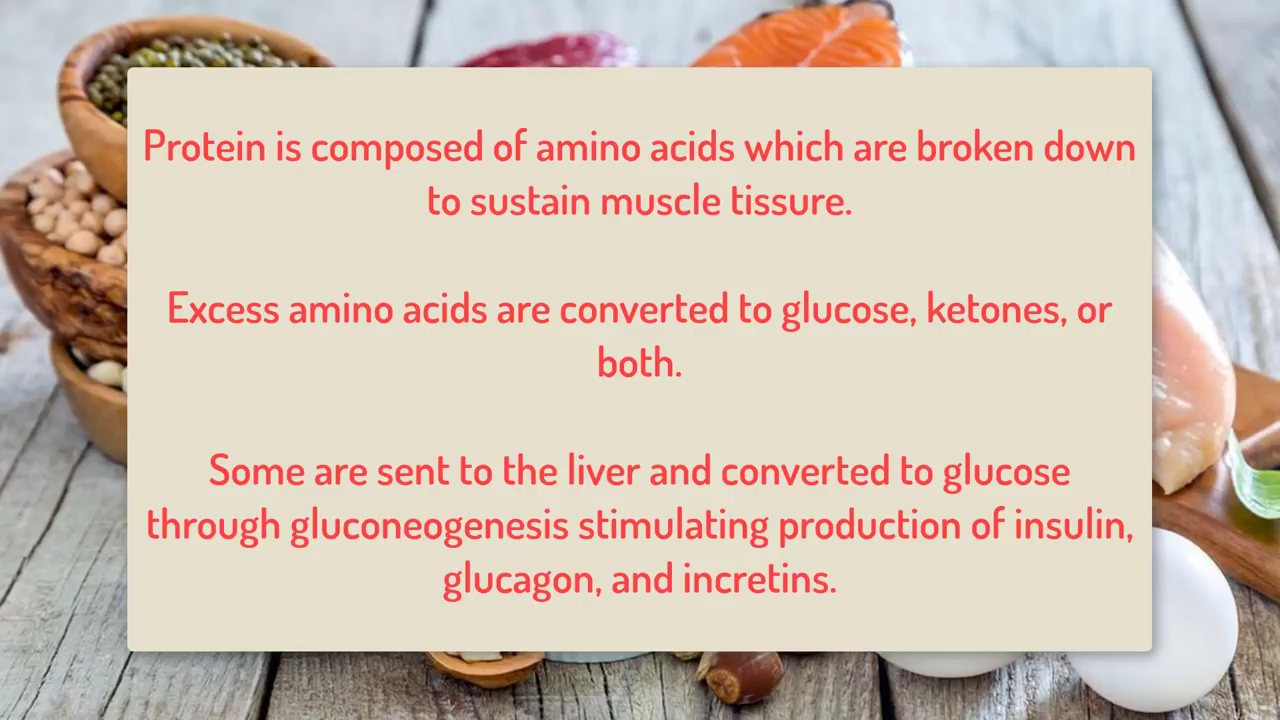 Protein is composed of amino acids which are broken down
to sustain muscle tissure.
Excess amino acids are converted to glucose, ketones, or
both.
Some are sent to the liver and converted to glucose
through gluconeogenesis stimulating production of insulin,
glucagon, and incretins.